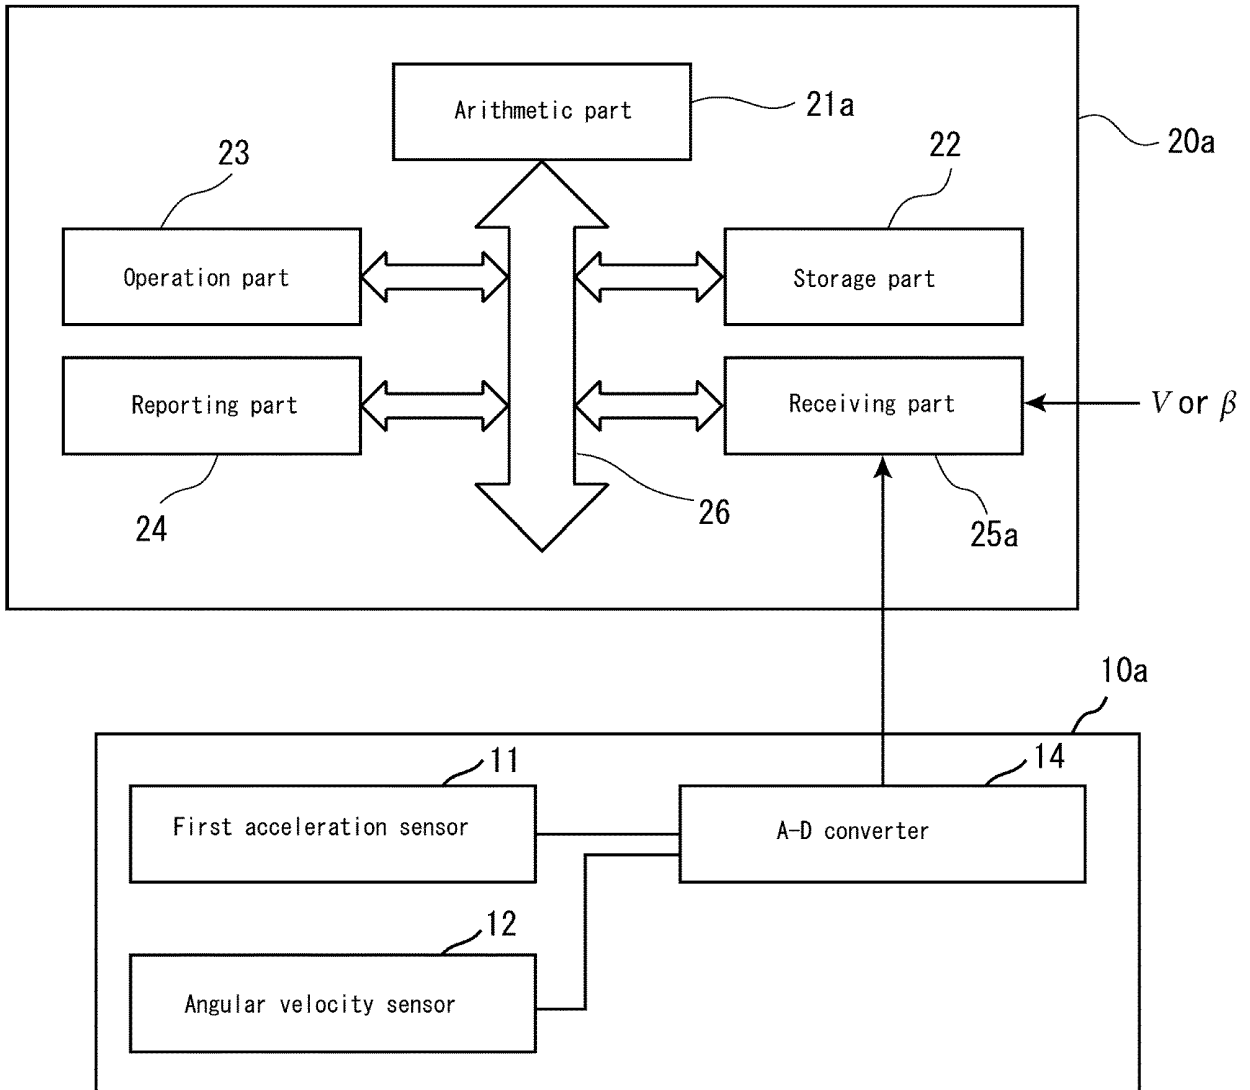 Arithmetic part
21a
20a
23
22
Operation part
Storage part
Reporting part
Receiving part
V or β
24
26
25a
10a
11
14
First acceleration sensor
A-D converter
12
Angular velocity sensor